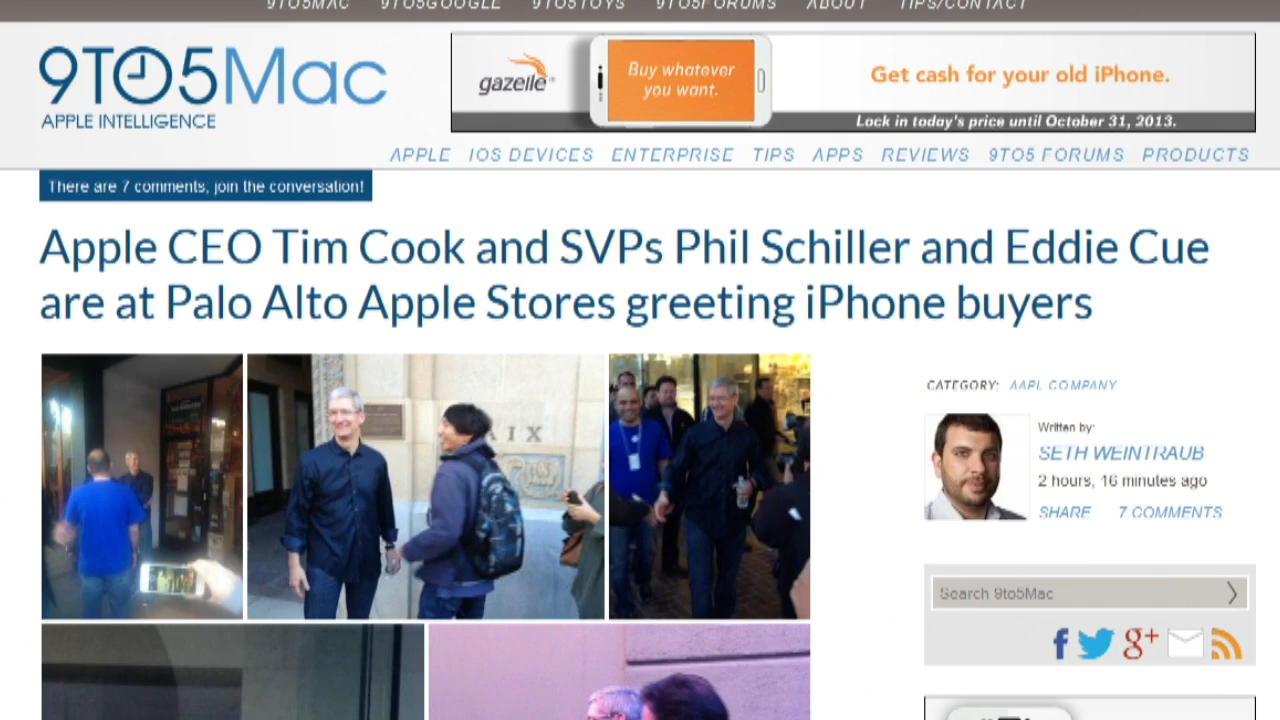 9TO5MAC 9TO5GOOGLE 9TO5TOYS 9TO5FORUMS ABOUT TIPS/CONTACT
9TO5Mac
APPLE INTELLIGENCE
gazelle
Buy whatever
you want.
Get cash for your old iPhone.
Lock in today's price until October 31, 2013.
APPLE IOS DEVICES ENTERPRISE TIPS APPS REVIEWS 9TO5 FORUMS PRODUCTS
There are 7 comments, join the conversation!
Apple CEO Tim Cook and SVPs Phil Schiller and Eddie Cue
are at Palo Alto Apple Stores greeting iPhone buyers
CATEGORY: AAPL COMPANY
Written by:
SETH WEINTRAUB
2 hours, 16 minutes ago
SHARE 7 COMMENTS
Search 9to5Mac
f g+